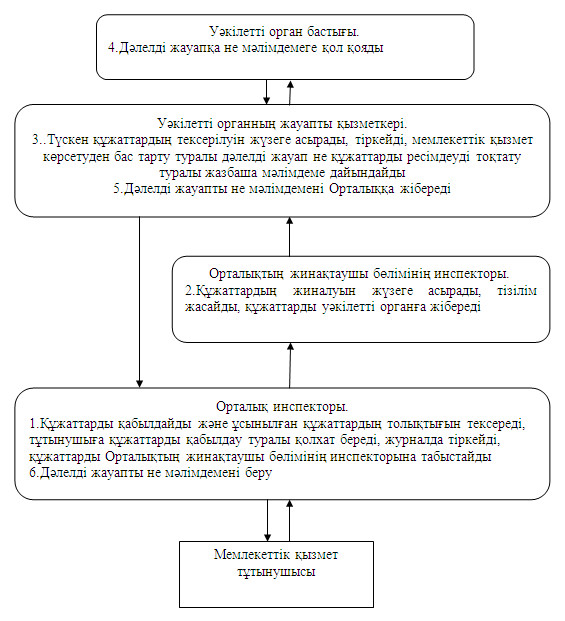 Уәкілетті орган бастығы.
4.Дәлелді жауапқа не мәлімдемеге қол қояды
Уәкілетті органның жауапты қызметкері.
3..Түскен құжаттардың тексерілуін жүзеге асырады, тіркейді, мемлекеттік қызмет
көрсетуден бас тарту туралы дәлелді жауап не құжаттарды ресімдеуді тоқтату
туралы жазбаша мәлімдеме дайындайды
5.Дәлелді жауапты не мәлімдемені Орталыққа жібереді
Орталықтың жинақтаушы бөлімінің инспекторы.
2.Құжаттардың жиналуын жүзеге асырады, тізілім
жасайды, құжаттарды уәкілетті органға жібереді
Орталық инспекторы.
1.Құжаттарды қабылдайды және ұсынылған құжаттардың толықтығын тексереді,
тұтынушыға құжаттарды қабылдау туралы қолхат береді, журналда тіркейді,
құжаттарды Орталықтың жинақтаушы бөлімінің инспекторына табыстайды
6.Дәлелді жауапты не мәлімдемені беру
Мемлекеттік қызмет
тұтынушысы